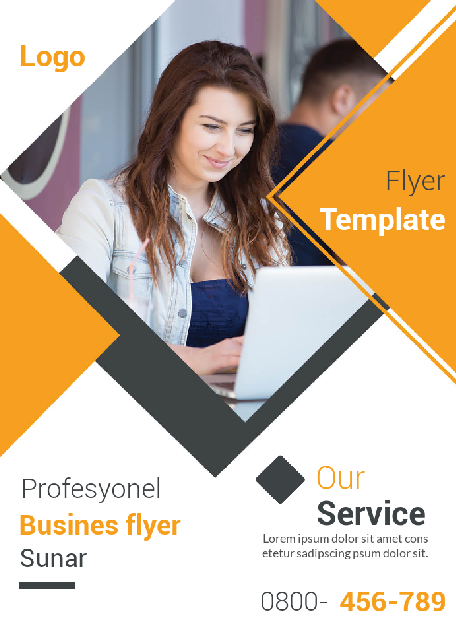 Logo
Flyer
Template
Profesyonel
Busines flyer
Sunar
Our
Service
Lorem ipsum dolor sit amet cons
etetur sadipscing psum dolor sit.
0800- 456-789